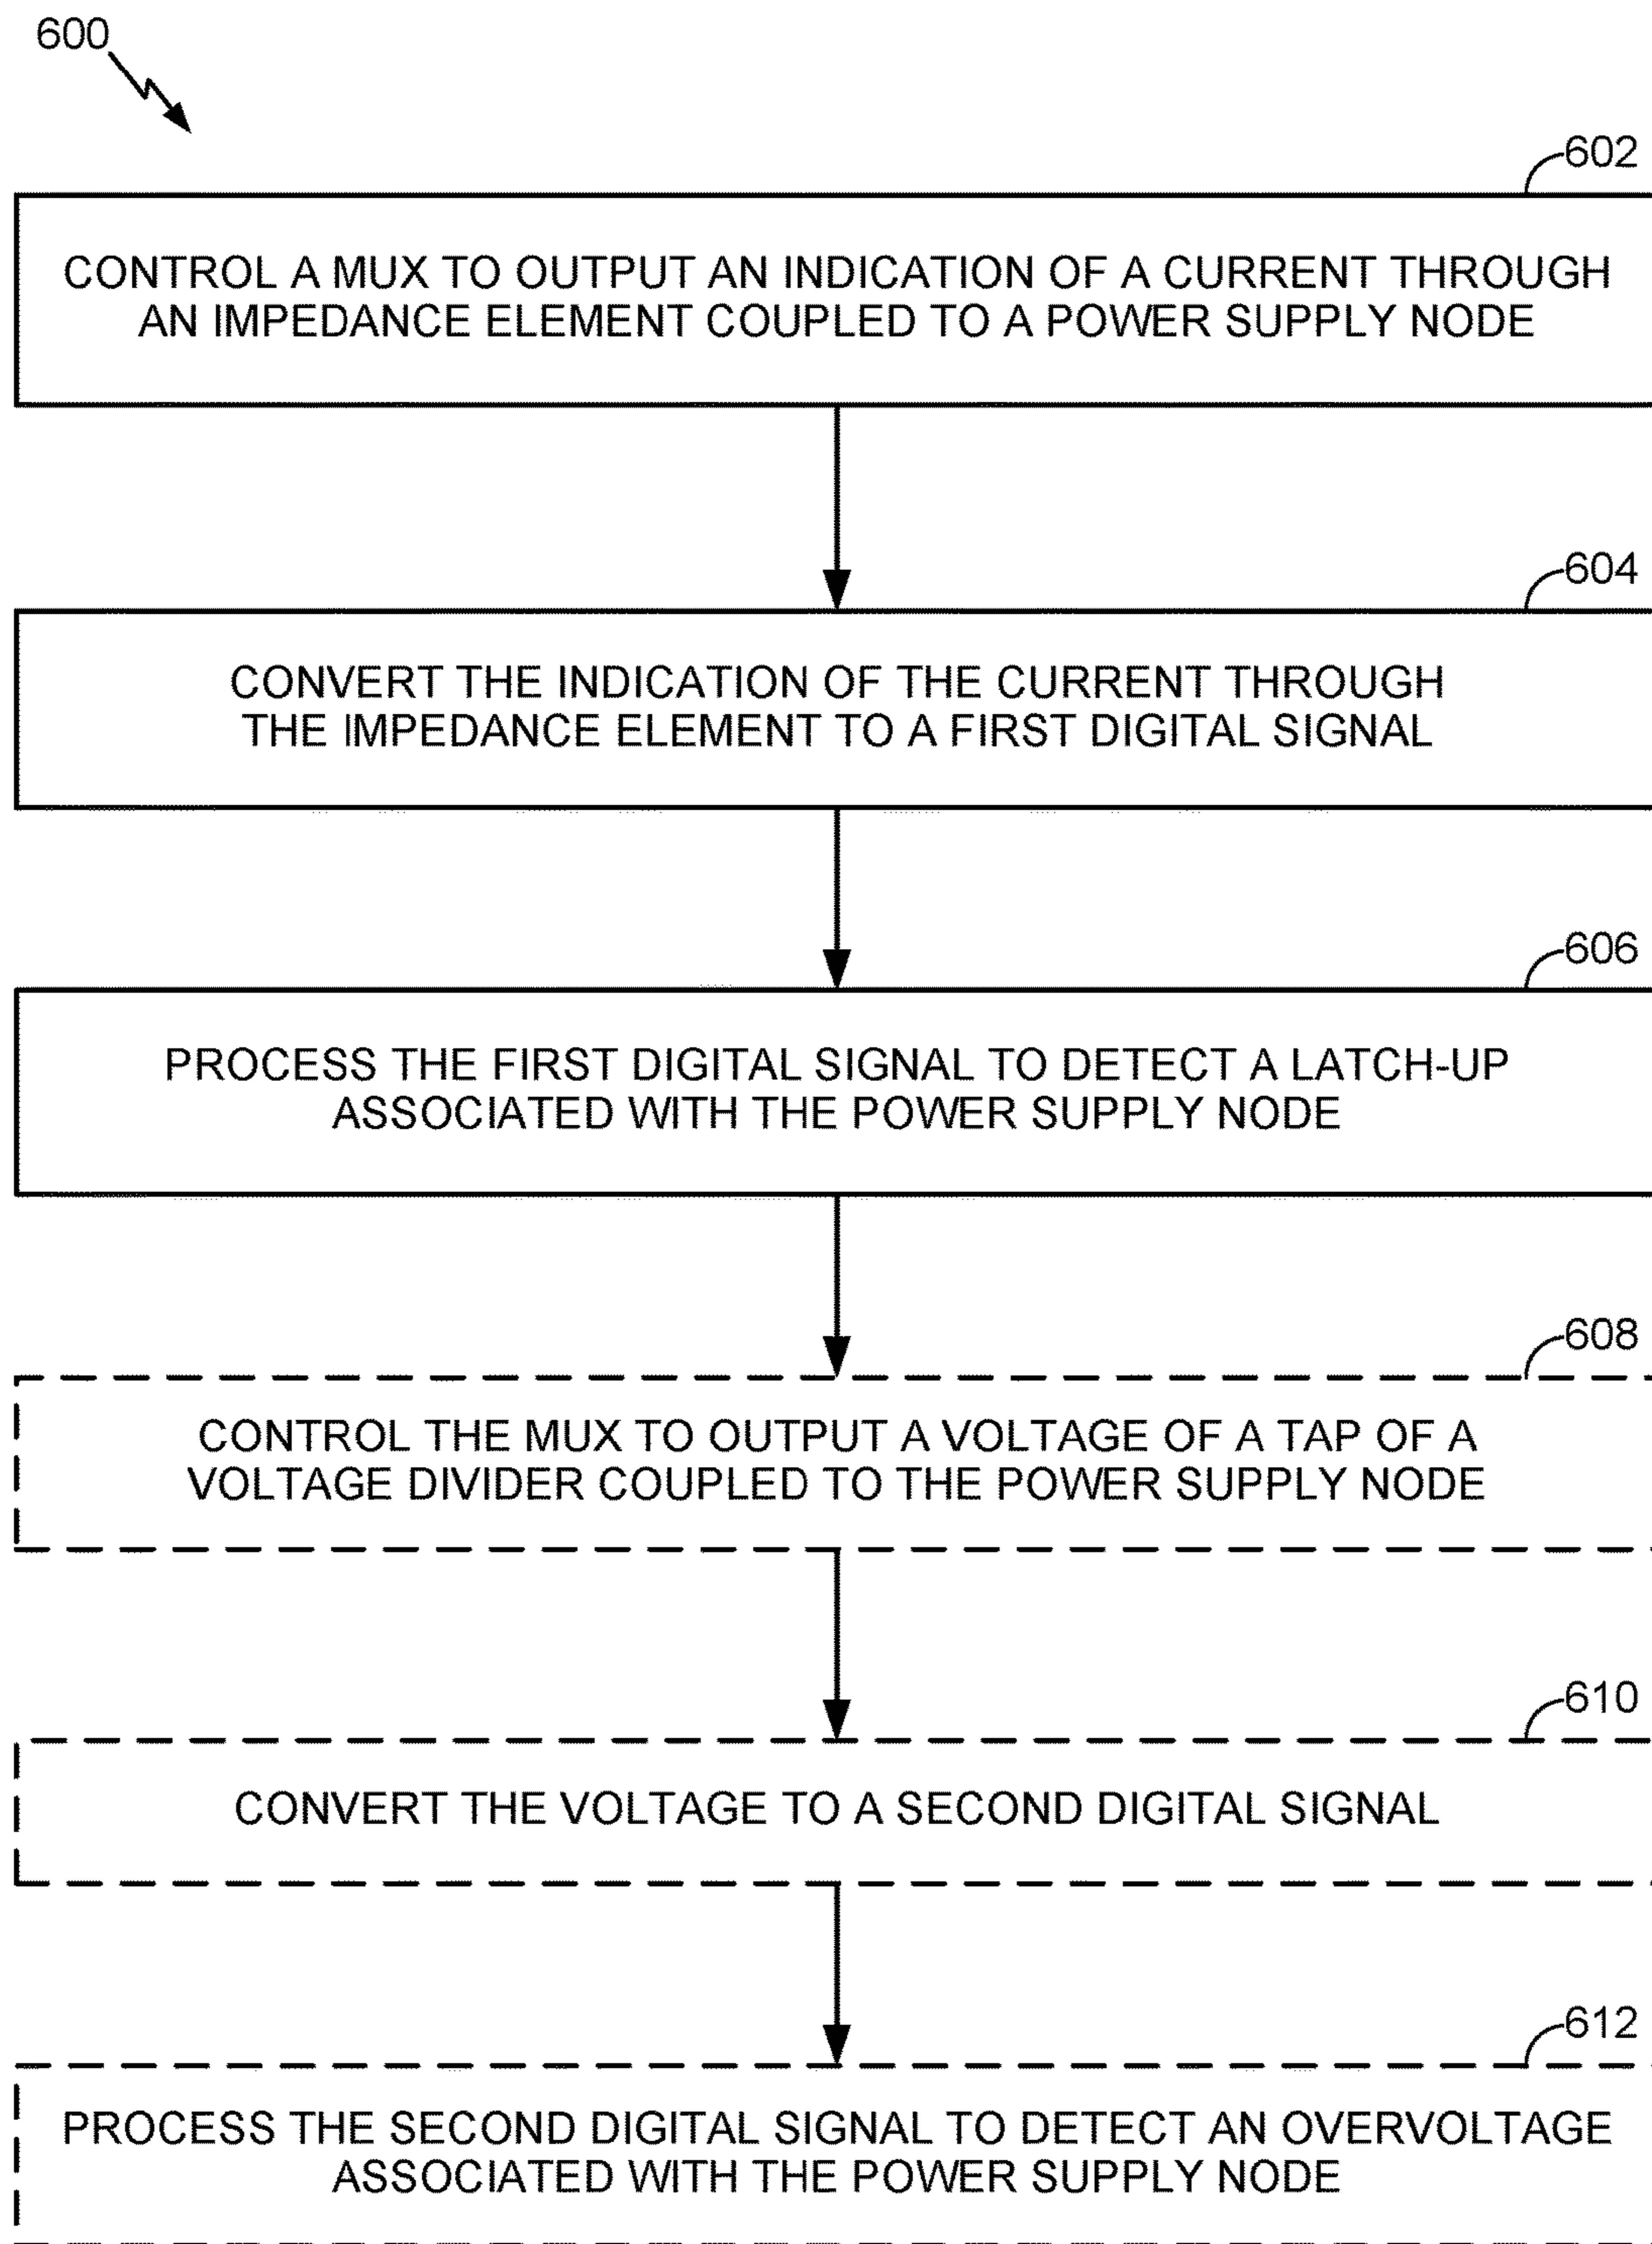 600
602
CONTROL A MUX TO OUTPUT AN INDICATION OF A CURRENT THROUGH
AN IMPEDANCE ELEMENT COUPLED TO A POWER SUPPLY NODE
604
CONVERT THE INDICATION OF THE CURRENT THROUGH
THE IMPEDANCE ELEMENT TO A FIRST DIGITAL SIGNAL
606
PROCESS THE FIRST DIGITAL SIGNAL TO DETECT A LATCH-UP
ASSOCIATED WITH THE POWER SUPPLY NODE
608
CONTROL THE MUX TO OUTPUT A VOLTAGE OF A TAP OF A
VOLTAGE DIVIDER COUPLED TO THE POWER SUPPLY NODE
610
CONVERT THE VOLTAGE TO A SECOND DIGITAL SIGNAL
612
PROCESS THE SECOND DIGITAL SIGNAL TO DETECT AN OVERVOLTAGE
ASSOCIATED WITH THE POWER SUPPLY NODE